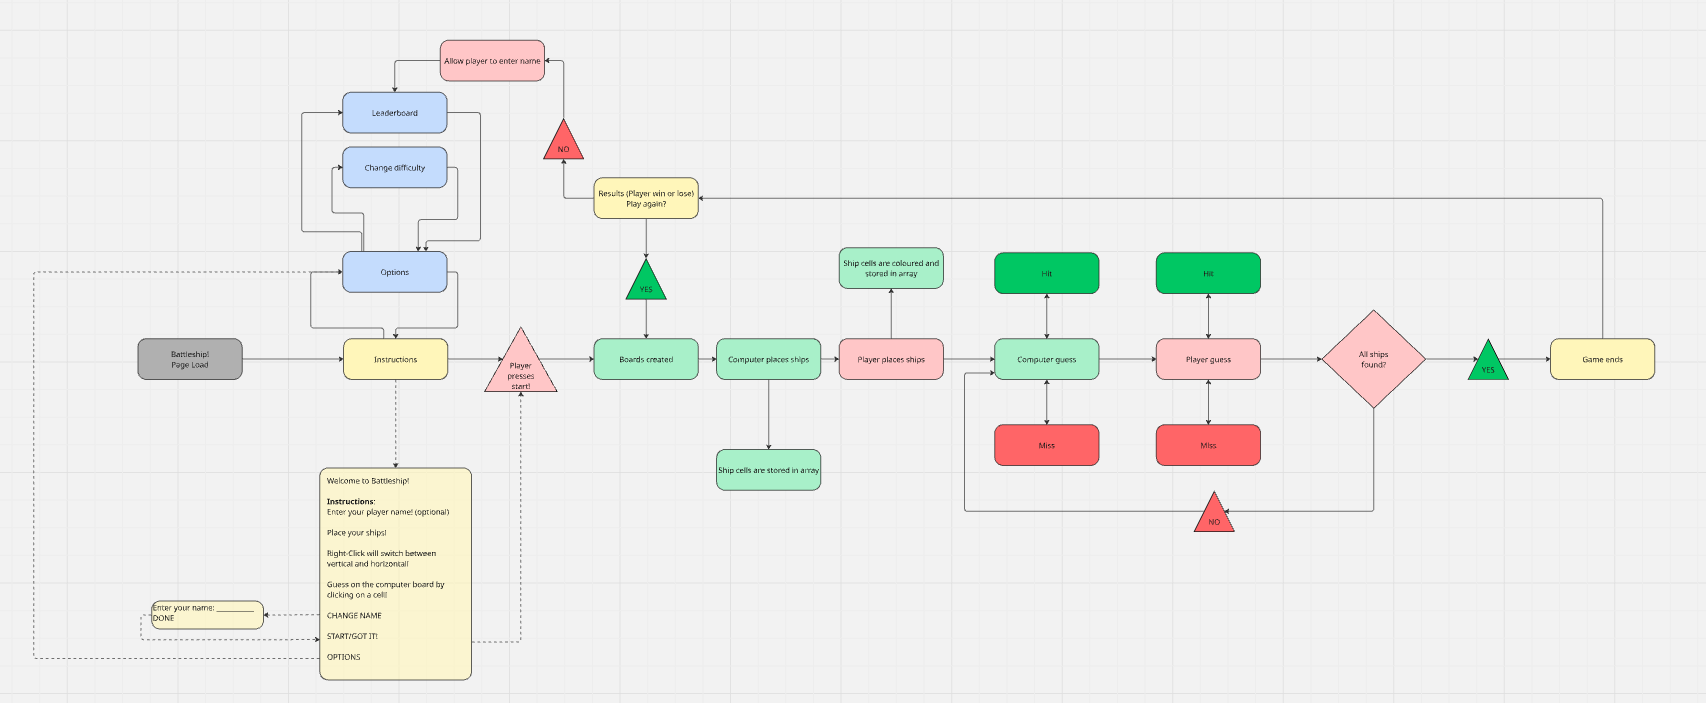 Allow player to enter name
Leaderboard
NO
Change difficulty
Results (Player win or lose)
Play again?
Options
YES
Ship cells are coloured and
stored in array
Hit
Hit
Battleship!
Page Load
Instructions
Player
presses
start!
Boards created
Computer places ships
Player places ships
Computer guess
Player guess
All ships
found?
YES
Game ends
Miss
Miss
Ship cells are stored in array
NO
Welcome to Battleship!
Instructions:
Enter your player name! (optional)
Place your ships!
Right-Click will switch between
vertical and horizontal!
Guess on the computer board by
clicking on a cell!
CHANGE NAME
START/GOT IT!
OPTIONS
Enter your name: __________
DONE